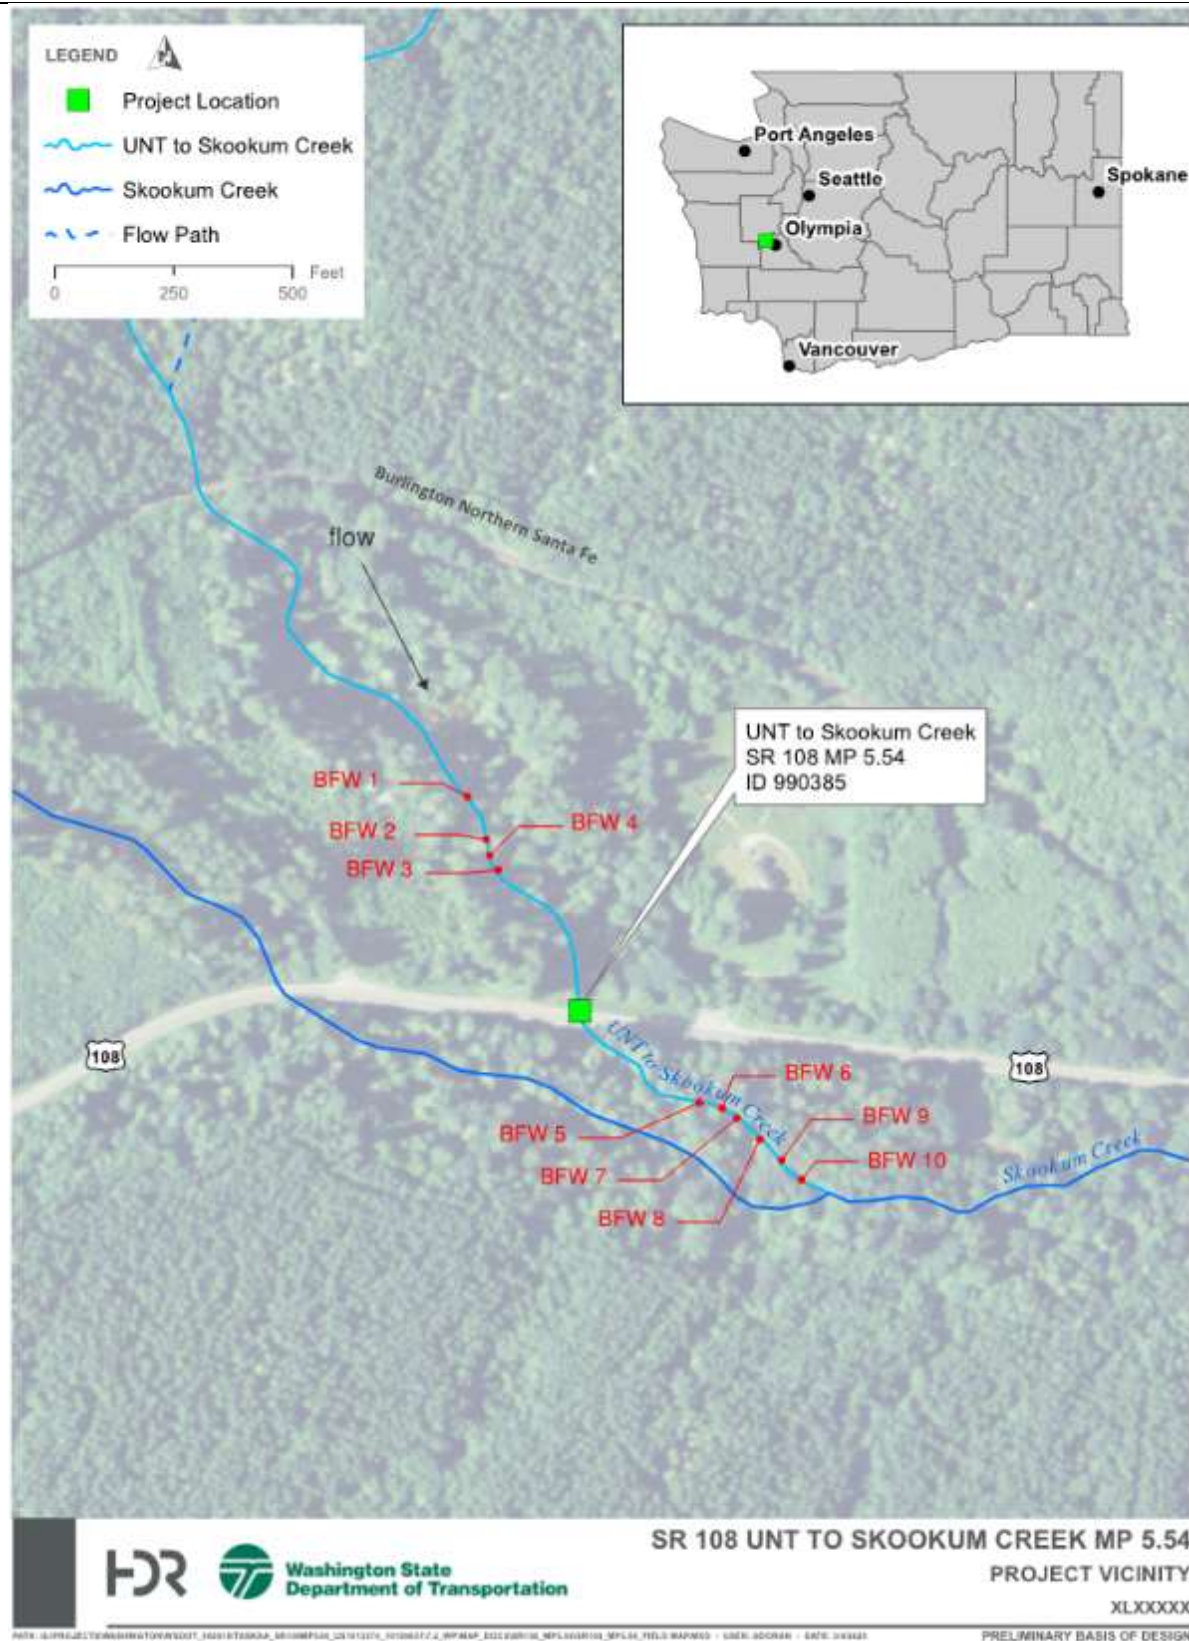 LEGEND
N
Project Location
UNT to Skookum Creek
Skookum Creek
Flow Path
Feet
0 250 500
Port Angeles
Seattle
Spokane
Olympia
Vancouver
Burlington Northern Santa Fe
flow
UNT to Skookum Creek
SR 108 MP 5.54
ID 990385
BFW 1
BFW 2
BFW 4
BFW 3
108
108
UNT to Skookum Creek
BFW 6
BFW 5
BFW 9
BFW 7
BFW 10
BFW 8
Skookum Creek
HDR
Washington State
Department of Transportation
SR 108 UNT TO SKOOKUM CREEK MP 5.54
PROJECT VICINITY
XLXXXXX
PRELIMINARY BASIS OF DESIGN